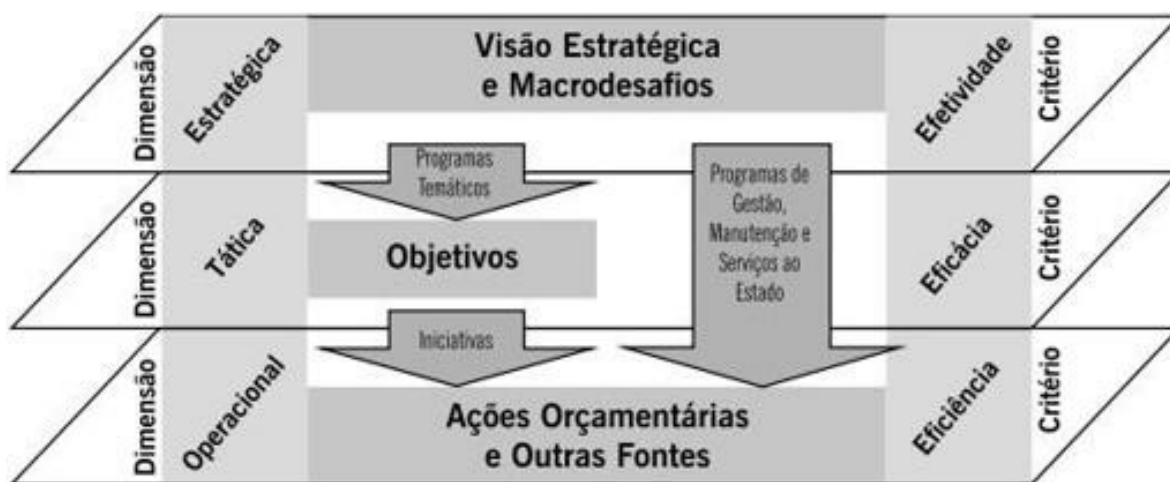 Dimensão
Estratégica
Visão Estratégica
e Macrodesafios
Efetividade
Critério
Programas
Temáticos
Programas de
Gestão,
Manutenção e
Serviços ao
Estado
Dimensão
Tática
Objetivos
Eficácia
Critério
Iniciativas
Dimensão
Operacional
Ações Orçamentárias
e Outras Fontes
Eficiência
Critério